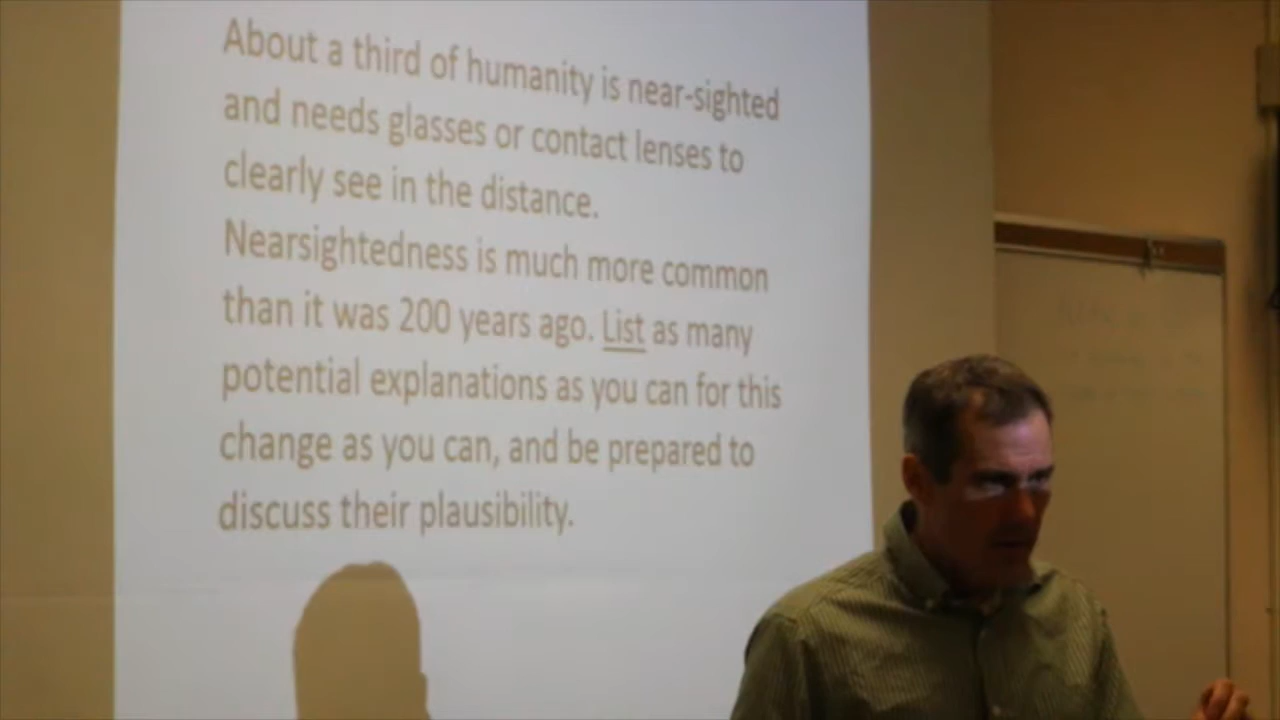 About a third of humanity is near-sighted
and needs glasses or contact lenses to
clearly see in the distance.
Nearsightedness is much more common
than it was 200 years ago. List as many
potential explanations as you can for this
change as you can, and be prepared to
discuss their plausibility.